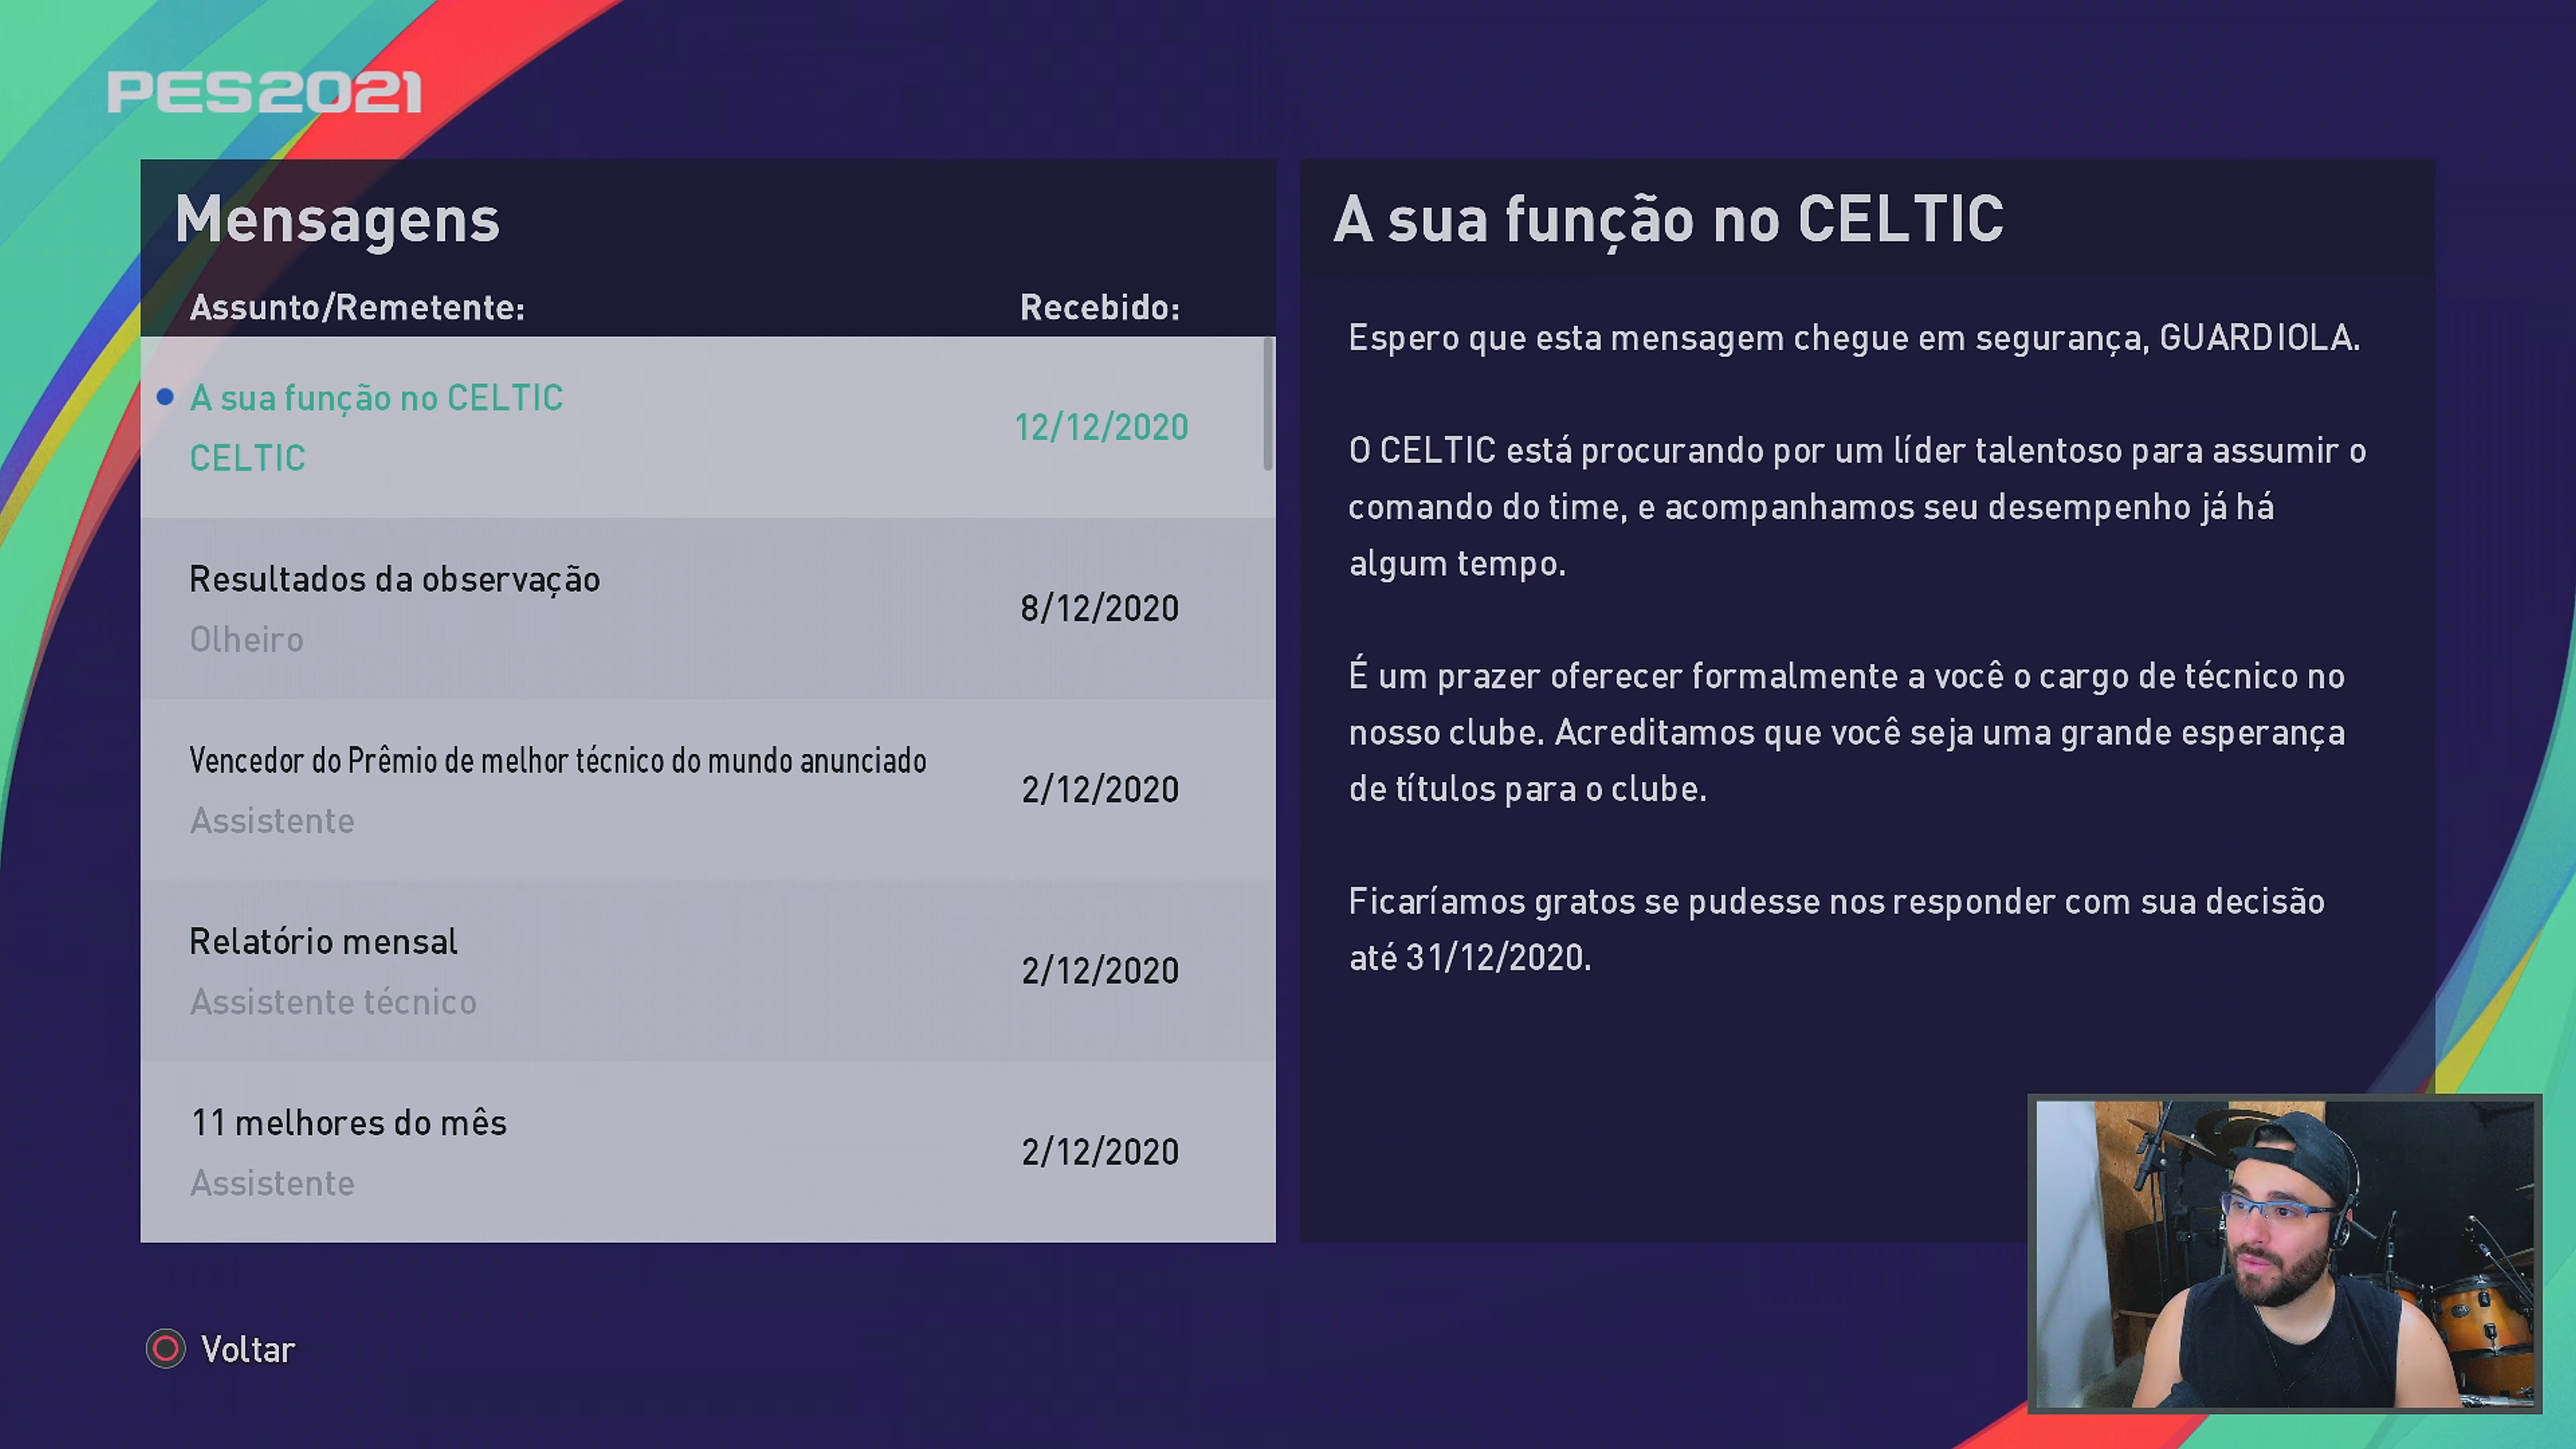 PES2021
Mensagens
Assunto/Remetente:
Recebido:
A sua função no CELTIC
CELTIC
12/12/2020
Resultados da observação
Olheiro
8/12/2020
Vencedor do Prêmio de melhor técnico do mundo anunciado
Assistente
2/12/2020
Relatório mensal
Assistente técnico
2/12/2020
11 melhores do mês
Assistente
2/12/2020
A sua função no CELTIC
Espero que esta mensagem chegue em segurança, GUARDIOLA.
O CELTIC está procurando por um líder talentoso para assumir o
comando do time, e acompanhamos seu desempenho já há
algum tempo.
É um prazer oferecer formalmente a você o cargo de técnico no
nosso clube. Acreditamos que você seja uma grande esperança
de títulos para o clube.
Ficaríamos gratos se pudesse nos responder com sua decisão
até 31/12/2020.
Voltar